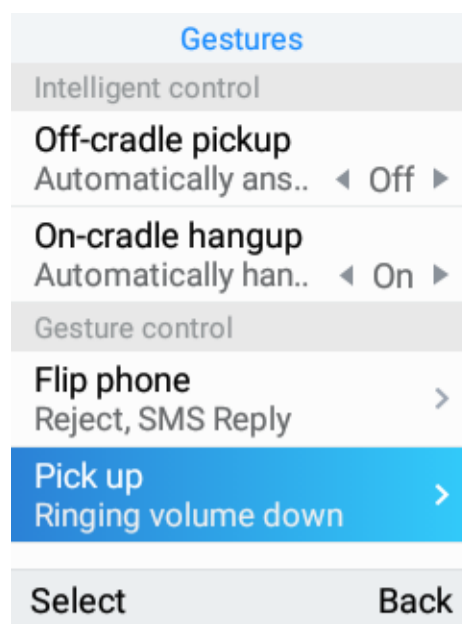 Gestures
Intelligent control
Off-cradle pickup
Automatically ans.. Off
On-cradle hangup
Automatically han.. On
Gesture control
Flip phone
Reject, SMS Reply
Pick up
Ringing volume down
Select Back